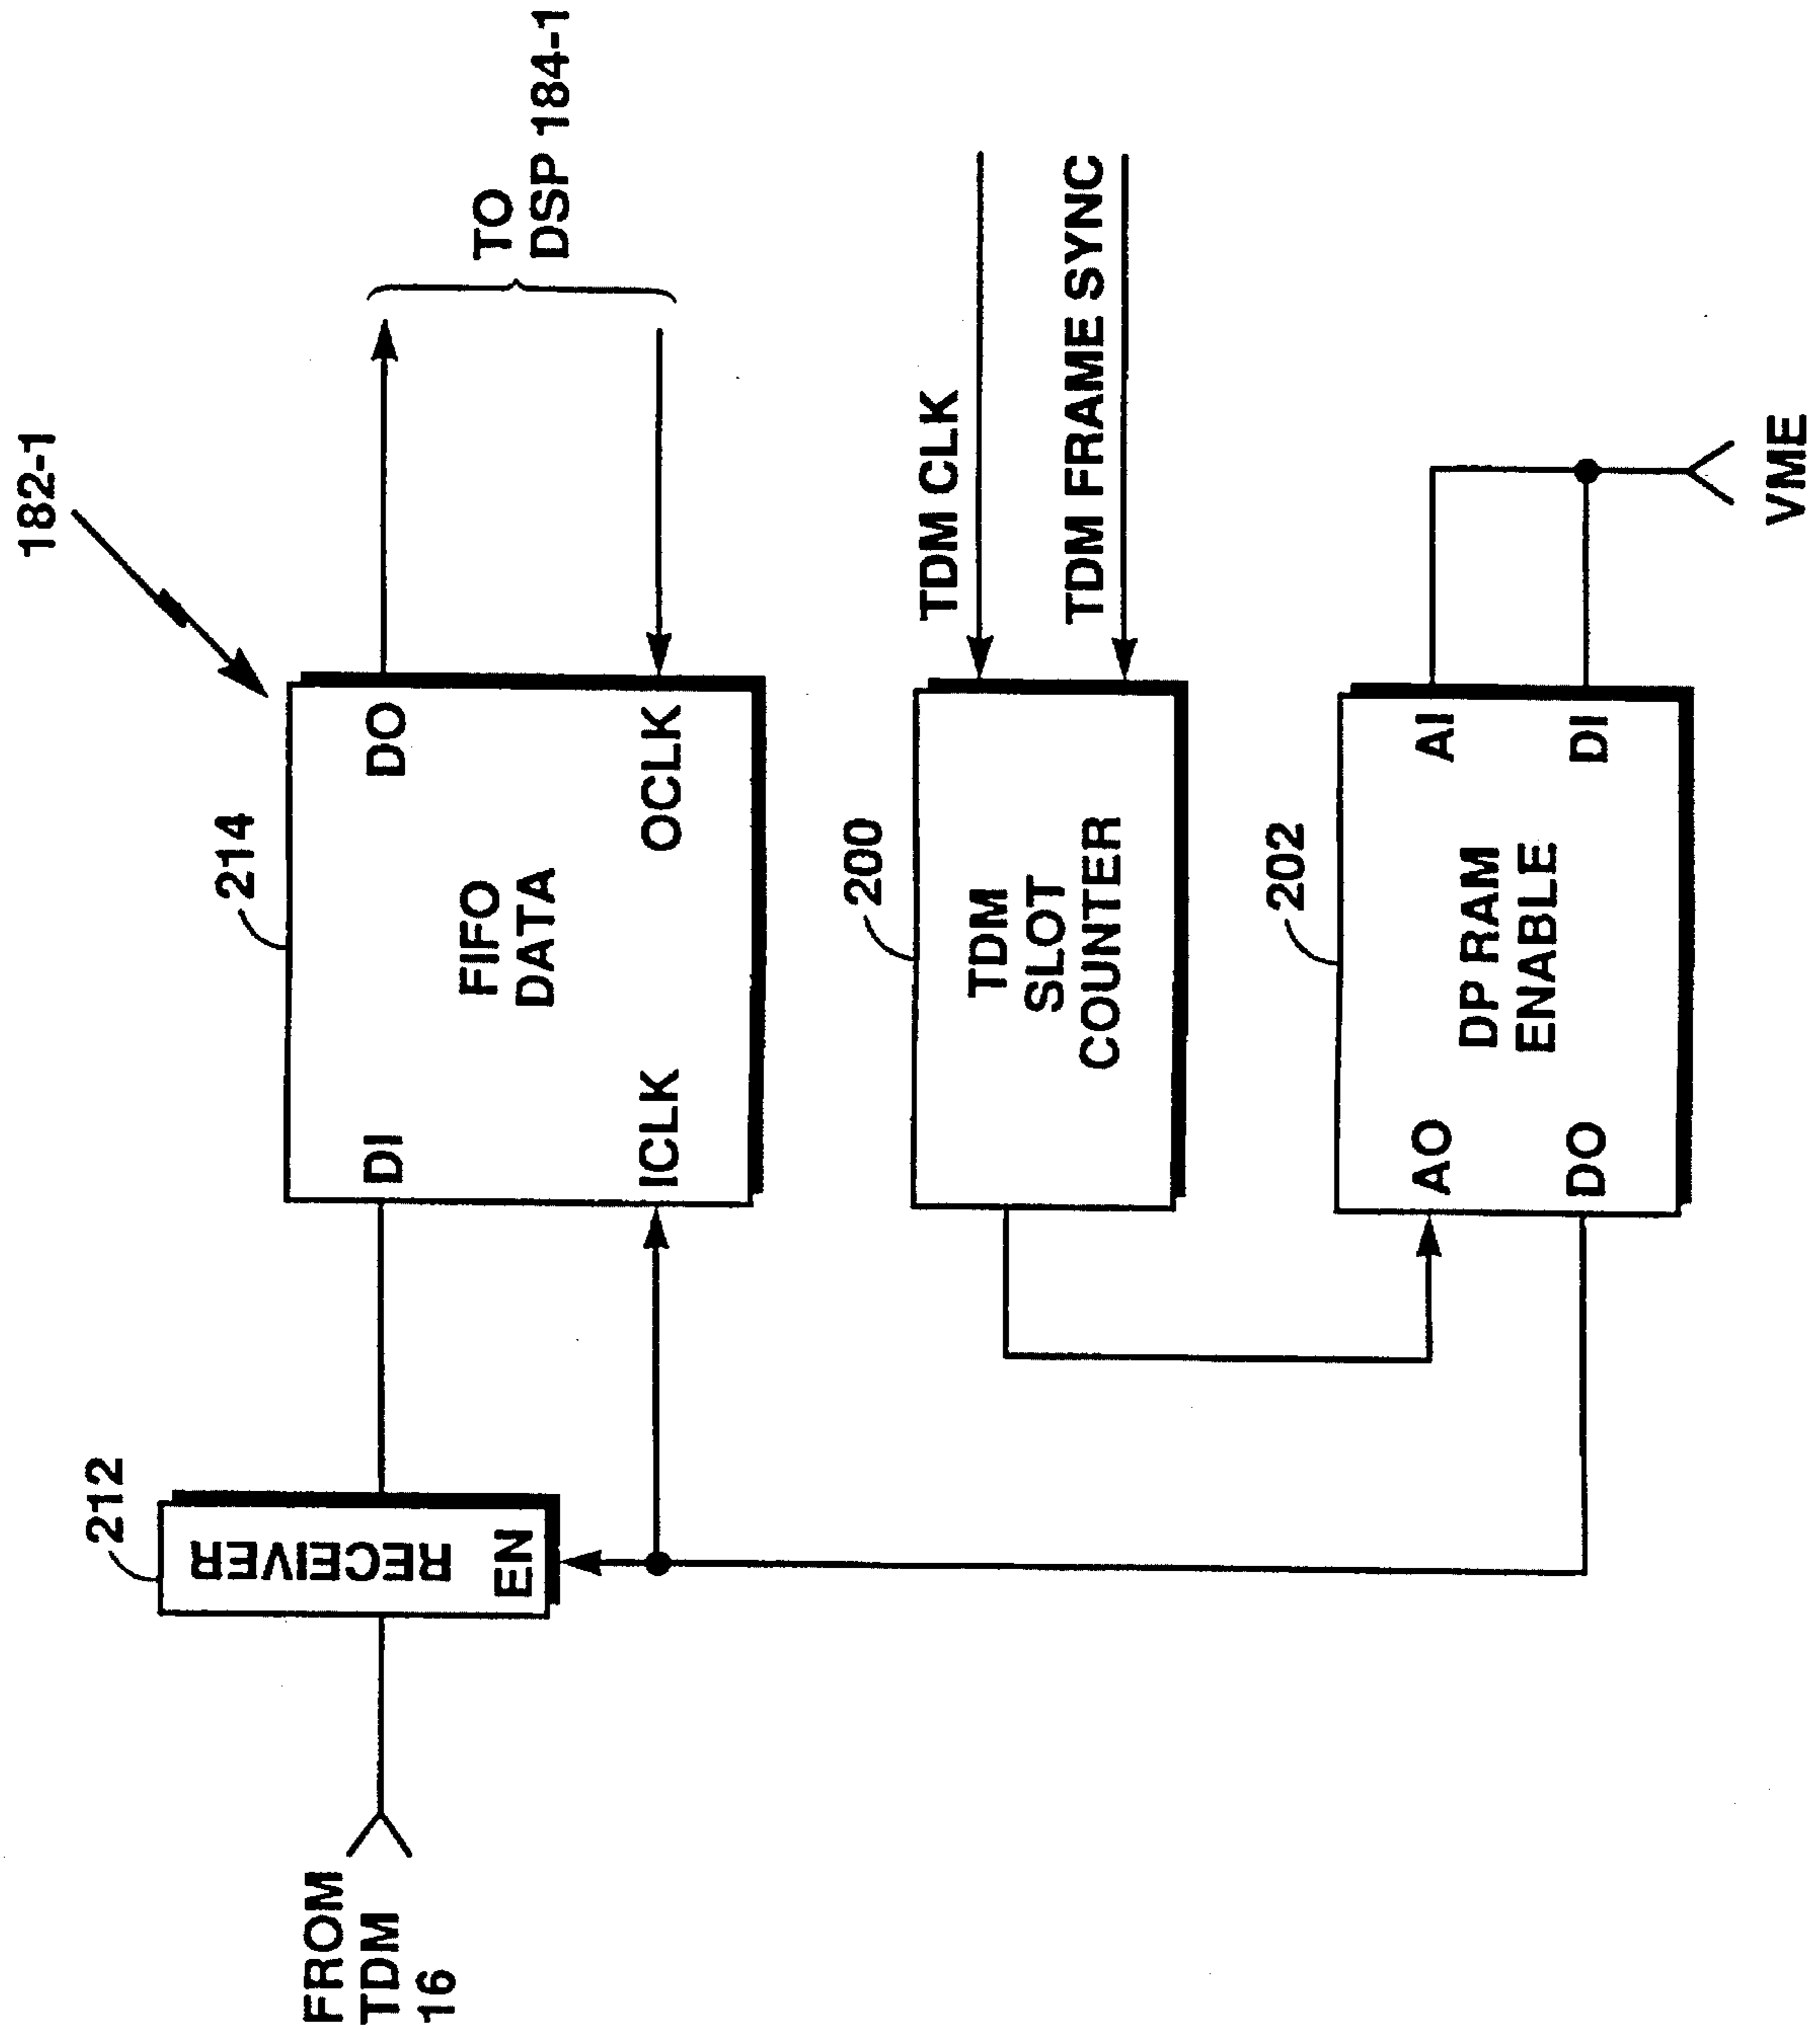 182-1
214
DI
DO
FIFO
DATA
ICLK
OCLK
TO
DSP 184-1
212
RECEIVER
EN
FROM
TDM
16
200
TDM
SLOT
COUNTER
TDM CLK
TDM FRAME SYNC
202
AO
AI
DP RAM
ENABLE
DO
DI
VME